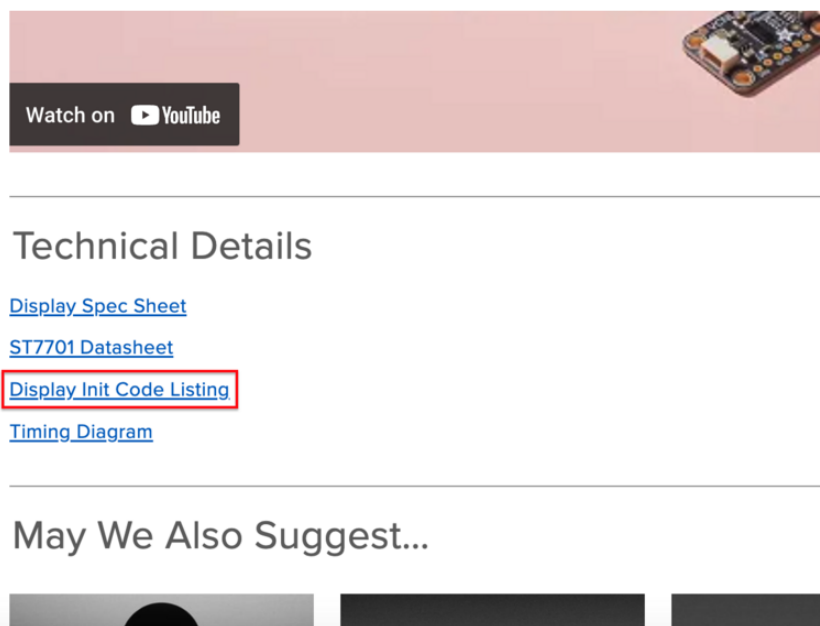 Watch on YouTube
Technical Details
Display Spec Sheet
ST7701 Datasheet
Display Init Code Listing
Timing Diagram
May We Also Suggest...